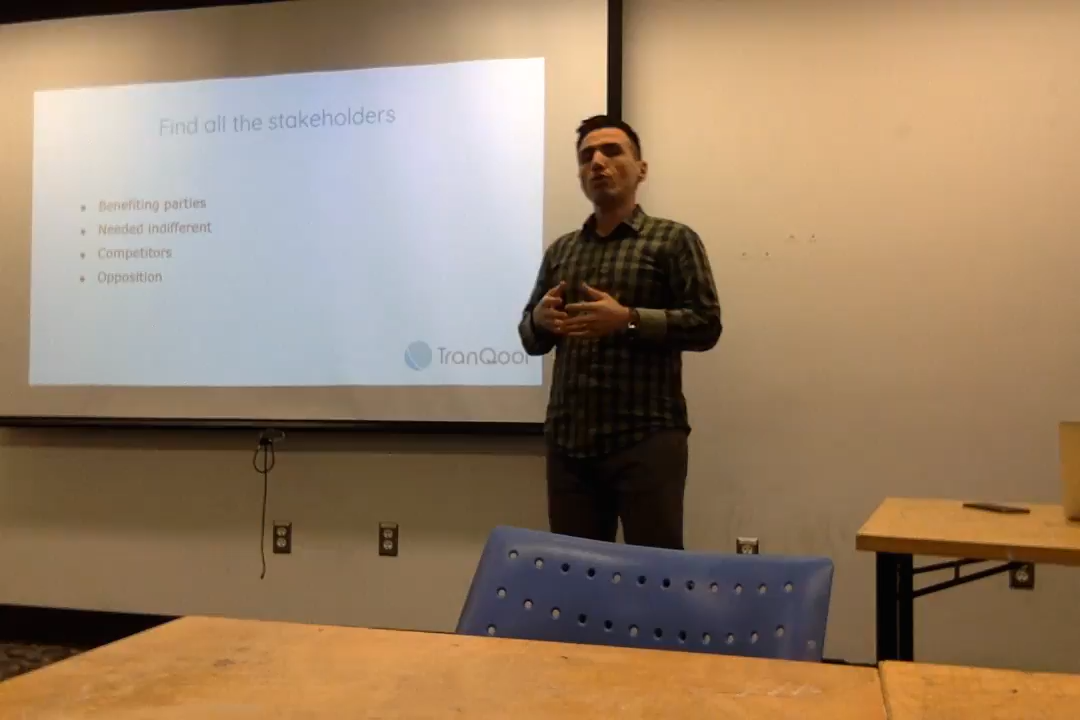 Find all the stakeholders
Benefiting parties
Needed indifferent
Competitors
Opposition
TranQool